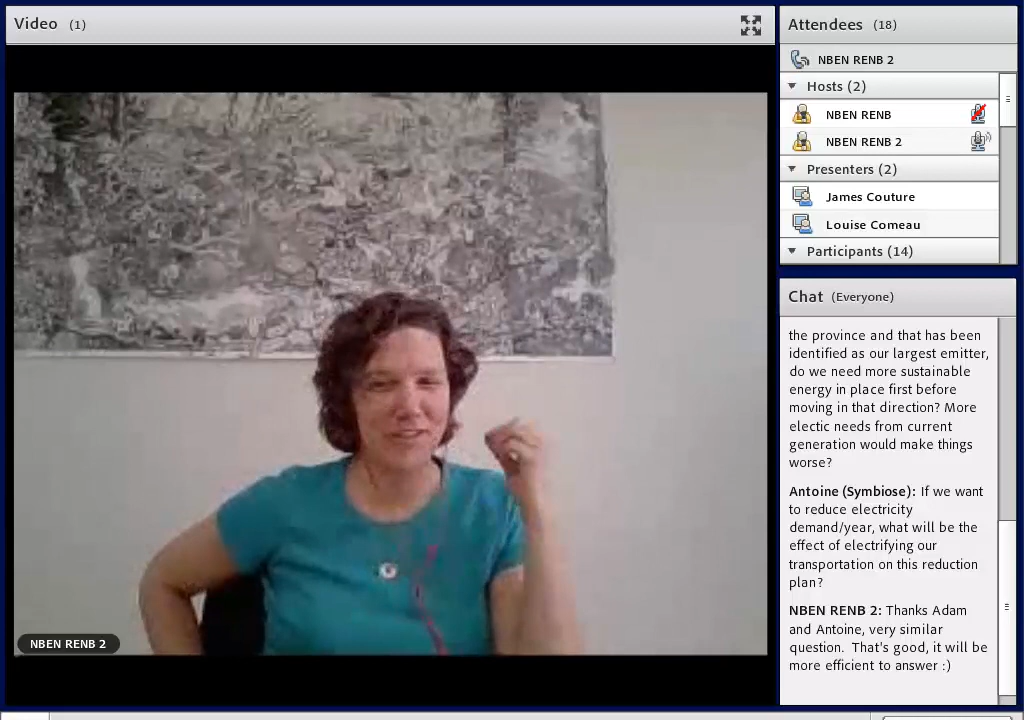 Video (1)
Attendees (18)
NBEN RENB 2
Hosts (2)
NBEN RENB
NBEN RENB 2
Presenters (2)
James Couture
Louise Comeau
Participants (14)
Chat (Everyone)
the province and that has been
identified as our largest emitter,
do we need more sustainable
energy in place first before
moving in that direction? More
electic needs from current
generation would make things
worse?
Antoine (Symbiose): If we want
to reduce electricity
demand/year, what will be the
effect of electrifying our
transportation on this reduction
plan?
NBEN RENB 2: Thanks Adam
and Antoine, very similar
question. That's good, it will be
more efficient to answer :)
NBEN RENB 2